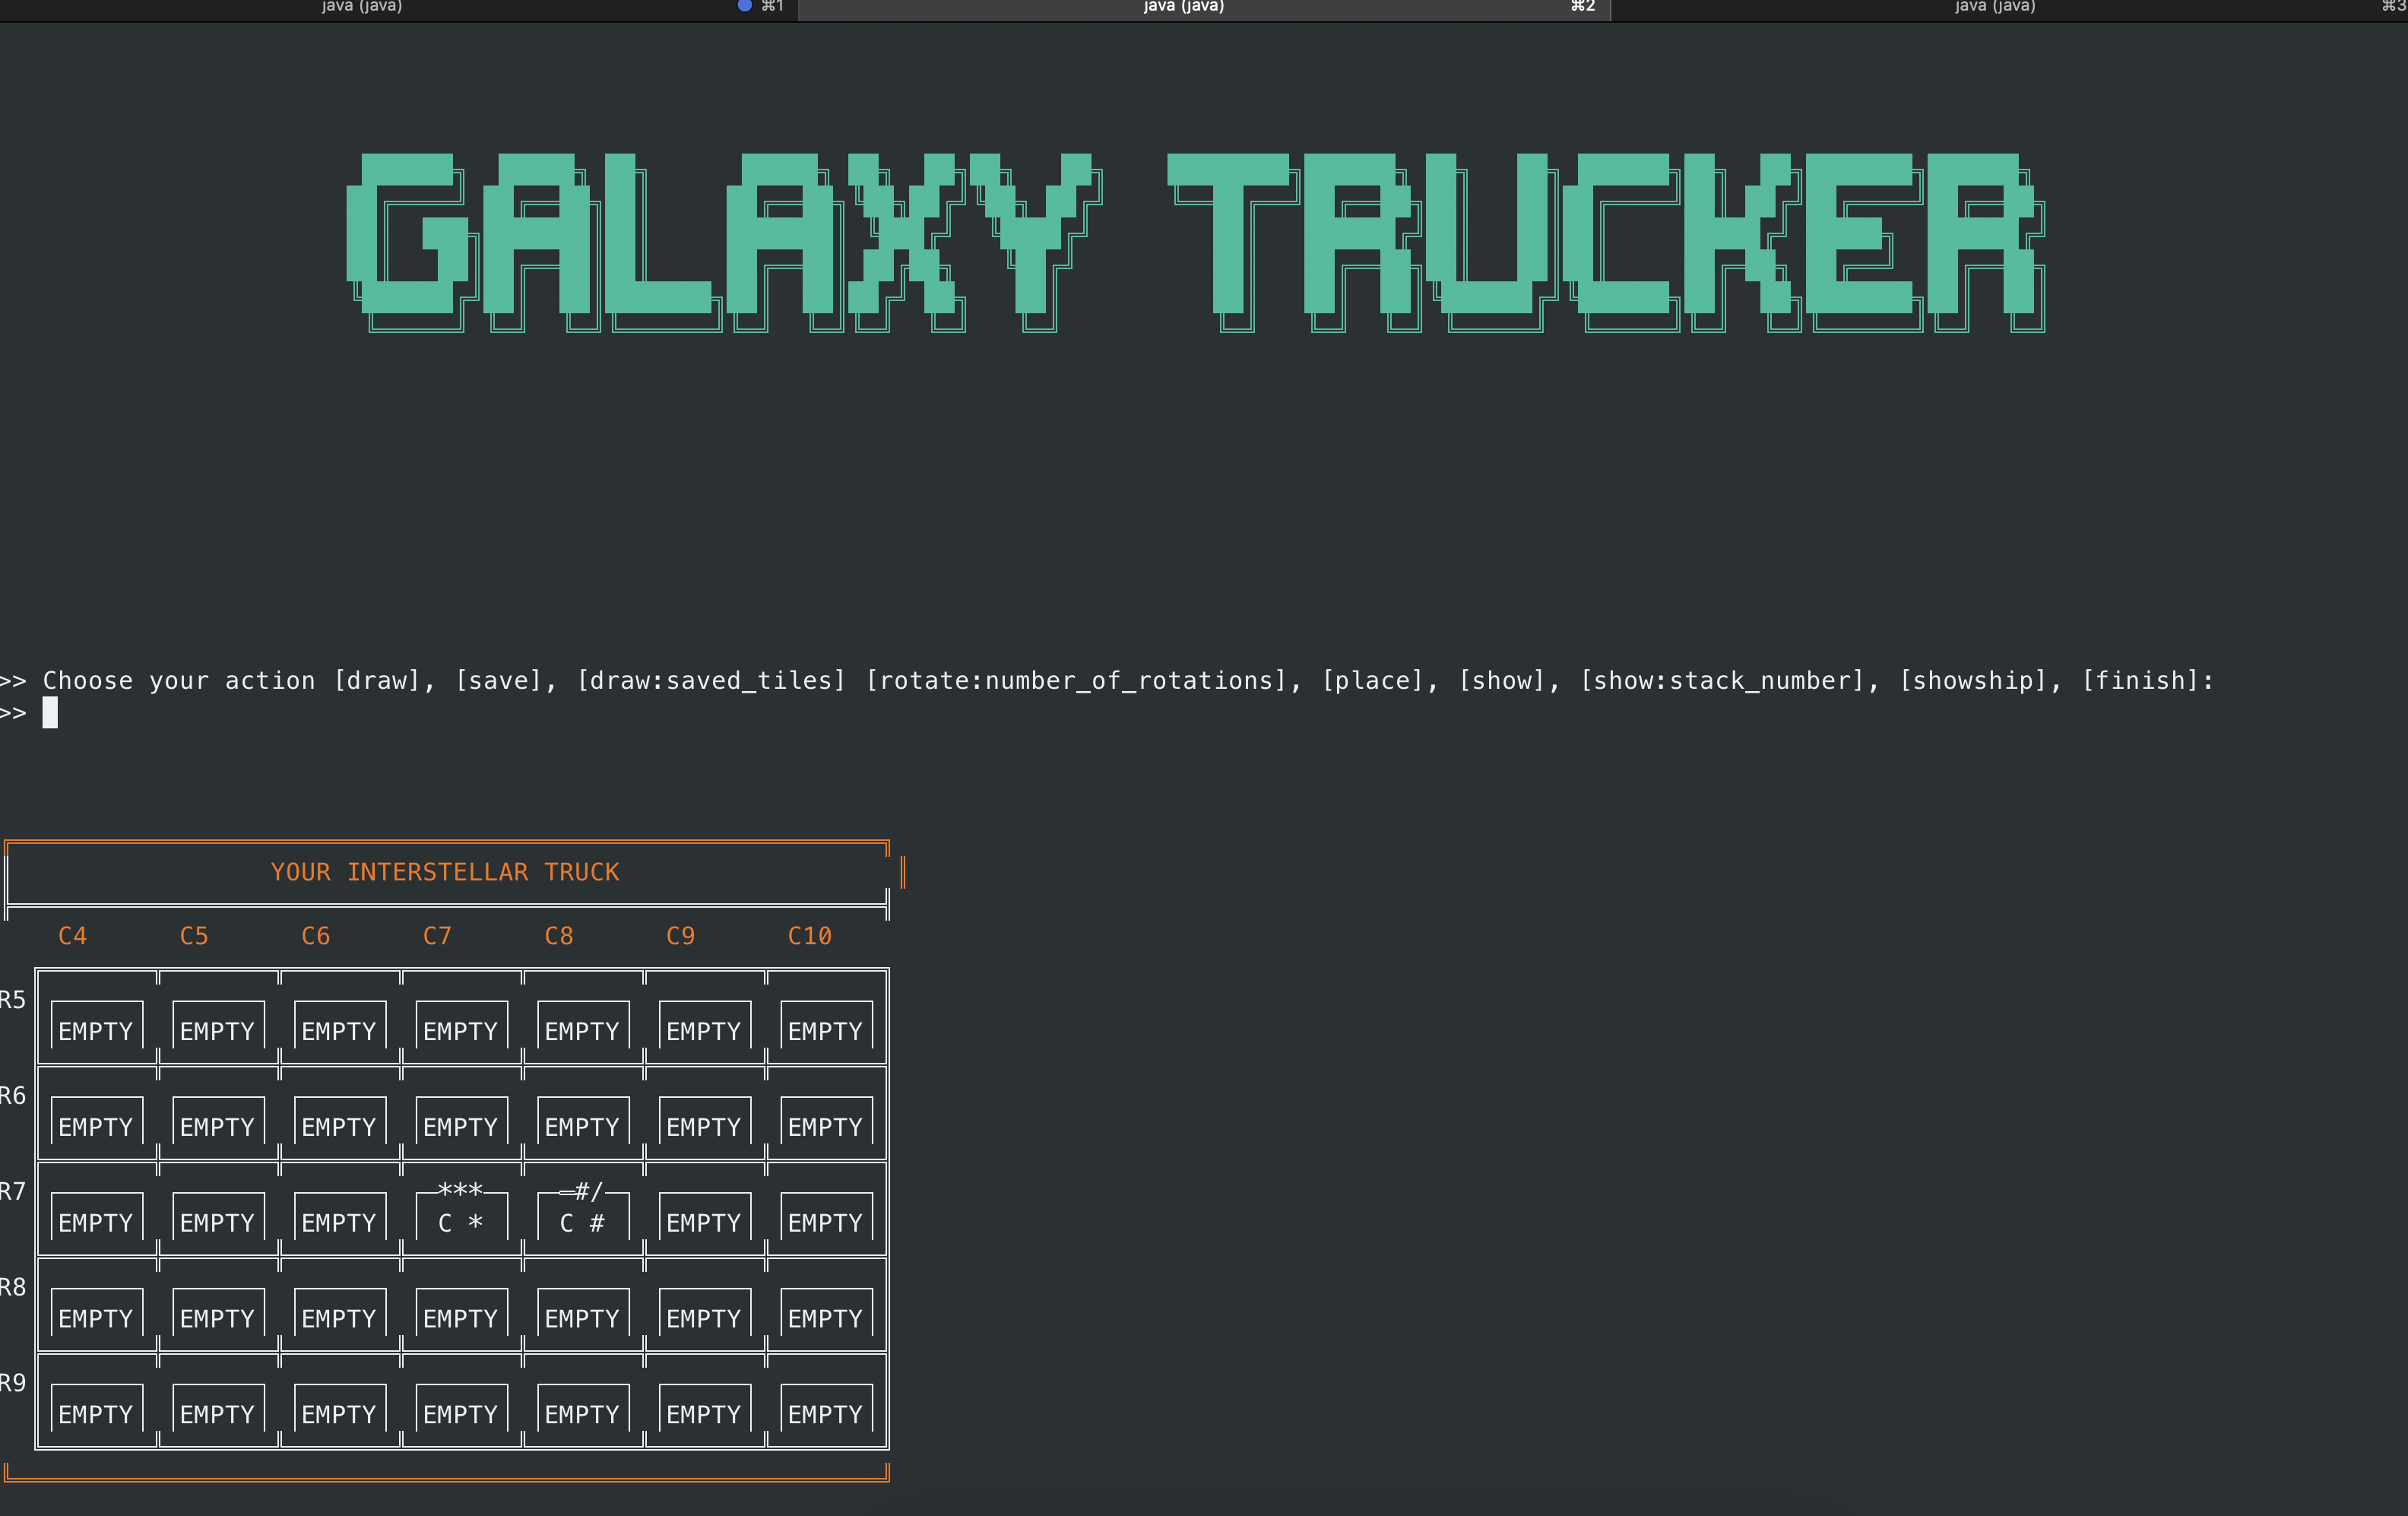 java (java) ⌘1 java (java) ⌘2 java (java) ⌘3
GALAXY TRUCKER
>> Choose your action [draw], [save], [draw:saved_tiles] [rotate:number_of_rotations], [place], [show], [show:stack_number], [showship], [finish]:
>>
YOUR INTERSTELLAR TRUCK
C4 C5 C6 C7 C8 C9 C10
R5
EMPTY EMPTY EMPTY EMPTY EMPTY EMPTY EMPTY
R6
EMPTY EMPTY EMPTY EMPTY EMPTY EMPTY EMPTY
R7 *** =#/
EMPTY EMPTY EMPTY C * C # EMPTY EMPTY
R8
EMPTY EMPTY EMPTY EMPTY EMPTY EMPTY EMPTY
R9
EMPTY EMPTY EMPTY EMPTY EMPTY EMPTY EMPTY